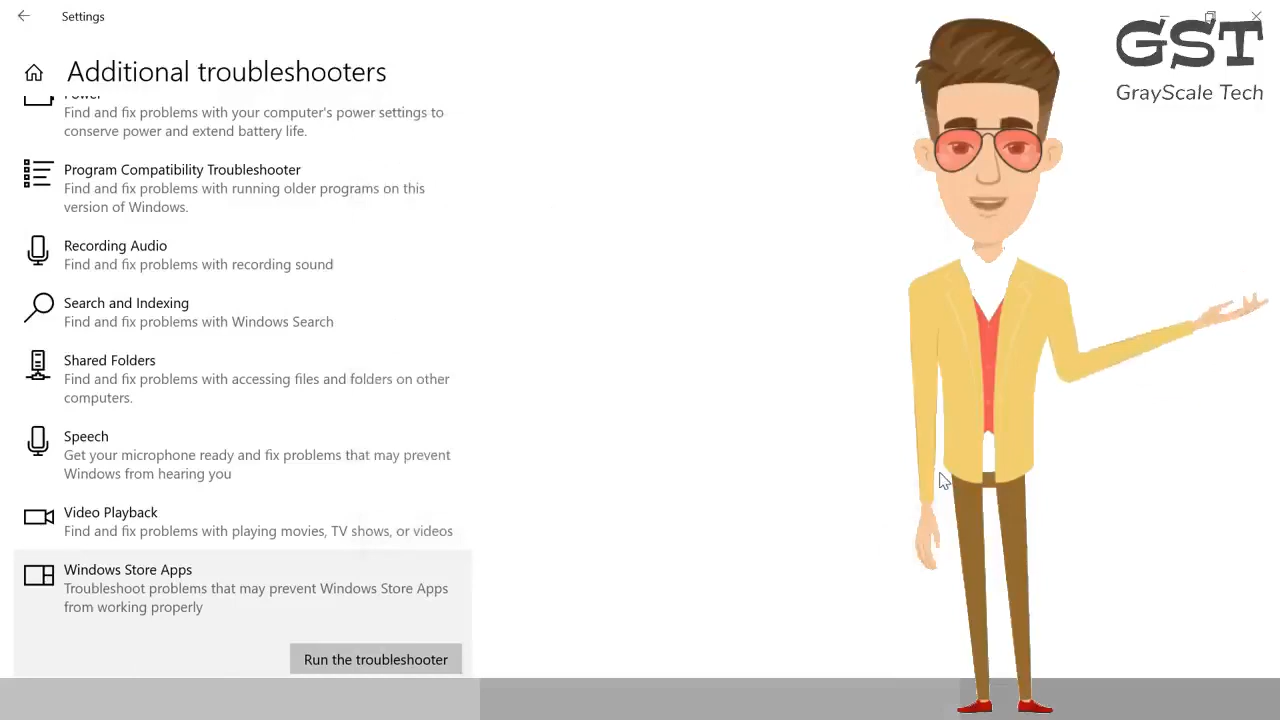 Settings
GST
GrayScale Tech
Additional troubleshooters
Power
Find and fix problems with your computer's power settings to
conserve power and extend battery life.
Program Compatibility Troubleshooter
Find and fix problems with running older programs on this
version of Windows.
Recording Audio
Find and fix problems with recording sound
Search and Indexing
Find and fix problems with Windows Search
Shared Folders
Find and fix problems with accessing files and folders on other
computers.
Speech
Get your microphone ready and fix problems that may prevent
Windows from hearing you
Video Playback
Find and fix problems with playing movies, TV shows, or videos
Windows Store Apps
Troubleshoot problems that may prevent Windows Store Apps
from working properly
Run the troubleshooter